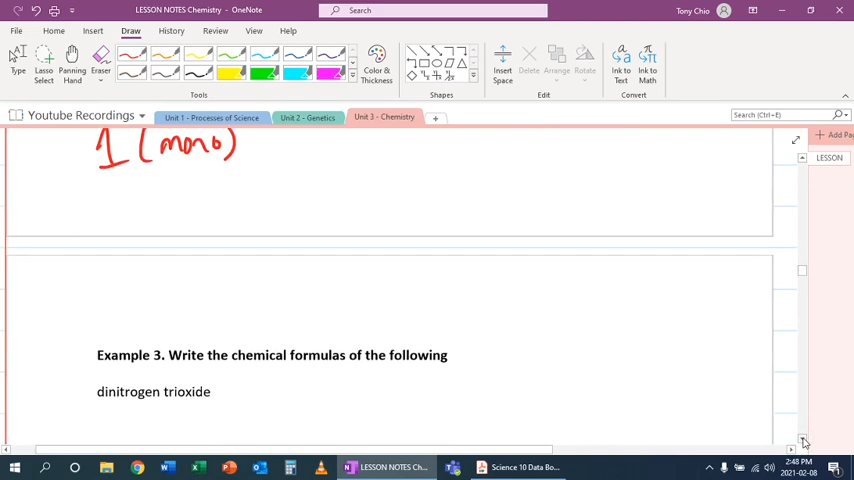 LESSON NOTES Chemistry - OneNote
Search
Tony Chio
File Home Insert Draw History Review View Help
Type
Lasso Select
Panning Hand
Eraser
Color & Thickness
Insert Space
Delete
Arrange
Rotate
Ink to Text
Ink to Math
Tools
Shapes
Edit
Convert
Youtube Recordings
Unit 1 - Processes of Science
Unit 2 - Genetics
Unit 3 - Chemistry
Search (Ctrl+E)
Add Pa
LESSON
1 (mono)
Example 3. Write the chemical formulas of the following
dinitrogen trioxide
LESSON NOTES Ch...
Science 10 Data Bo...
2:48 PM
2021-02-08